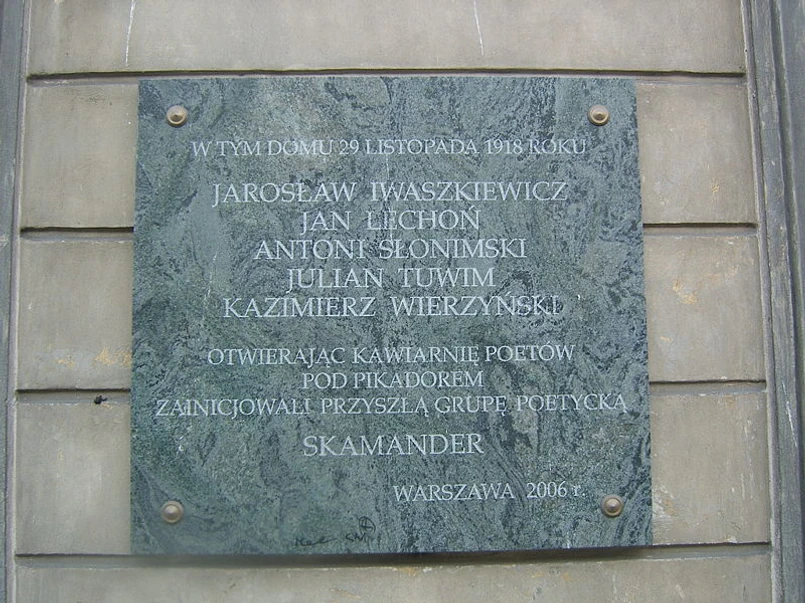 W TYM DOMU 29 LISTOPADA 1918 ROKU
JAROSŁAW IWASZKIEWICZ
JAN LECHOŃ
ANTONI SŁONIMSKI
JULIAN TUWIM
KAZIMIERZ WIERZYŃSKI
OTWIERAJĄC KAWIARNIE POETÓW
POD PIKADOREM
ZAINICJOWALI PRZYSZŁĄ GRUPĘ POETYCKĄ
SKAMANDER
WARSZAWA 2006 r.